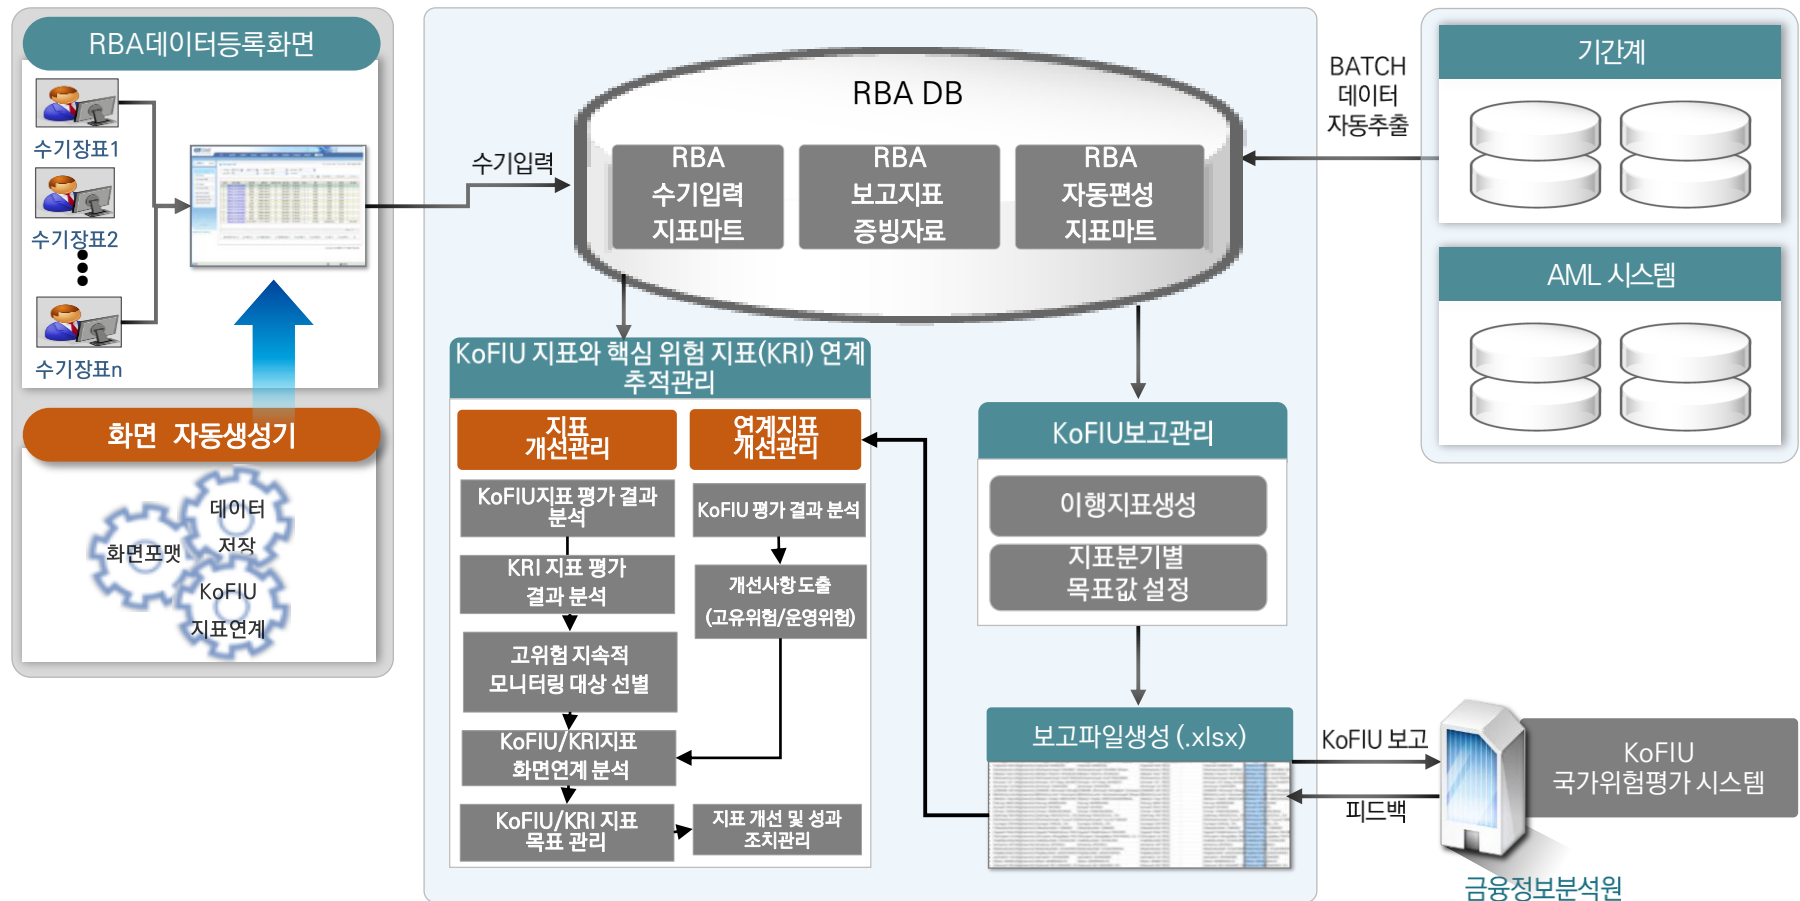 RBA데이터등록화면
수기장표1
수기장표2
수기장표n
화면 자동생성기
데이터
저장
화면포맷
KoFIU
지표연계
수기입력
RBA DB
RBA
수기입력
지표마트
RBA
보고지표
증빙자료
RBA
자동편성
지표마트
BATCH
데이터
자동추출
기간계
AML 시스템
KoFIU 지표와 핵심 위험 지표(KRI) 연계
추적관리
지표
개선관리
연계지표
개선관리
KoFIU지표 평가 결과
분석
KRI 지표 평가
결과 분석
고위험 지속적
모니터링 대상 선별
KoFIU/KRI지표
화면연계 분석
KoFIU/KRI 지표
목표 관리
KoFIU 평가 결과 분석
개선사항 도출
(고유위험/운영위험)
지표 개선 및 성과
조치관리
KoFIU보고관리
이행지표생성
지표분기별
목표값 설정
보고파일생성 (.xlsx)
KoFIU 보고
피드백
KoFIU
국가위험평가 시스템
금융정보분석원